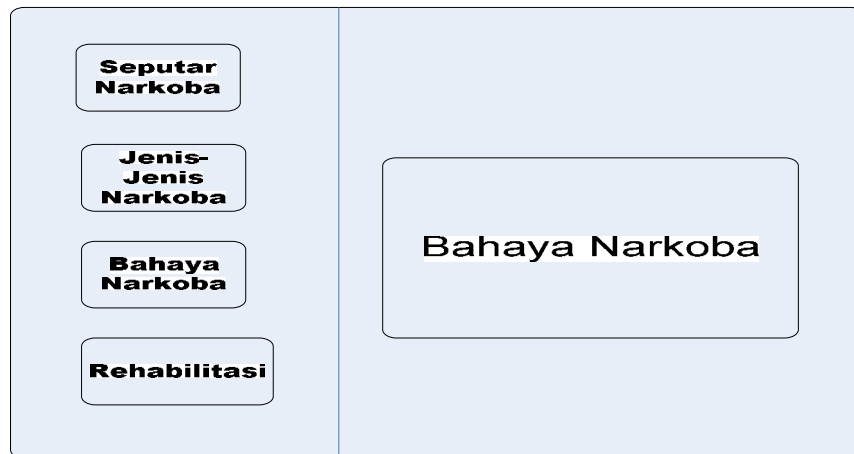 Seputar
Narkoba
Jenis-
Jenis
Narkoba
Bahaya
Narkoba
Rehabilitasi
Bahaya Narkoba